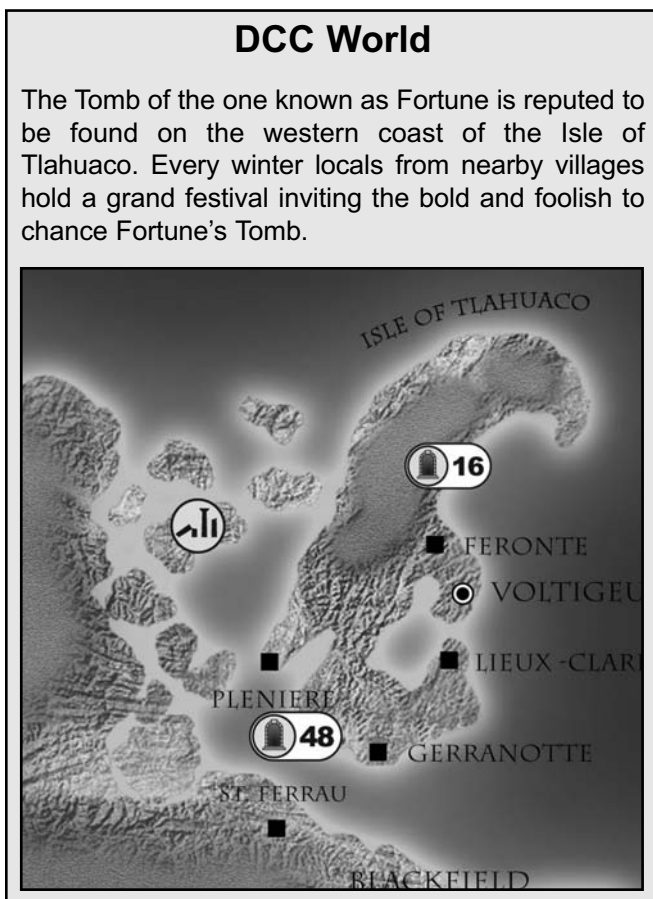 DCC World
The Tomb of the one known as Fortune is reputed to
be found on the western coast of the Isle of
Tlahuaco. Every winter locals from nearby villages
hold a grand festival inviting the bold and foolish to
chance Fortune's Tomb.
ISLE OF TLAHUACO
16
FERONTE
VOLTIGEU
LIEUX-CLARI
PLENIERE
48
GERRANOTTE
ST. FERRAU
BLACKFIELD